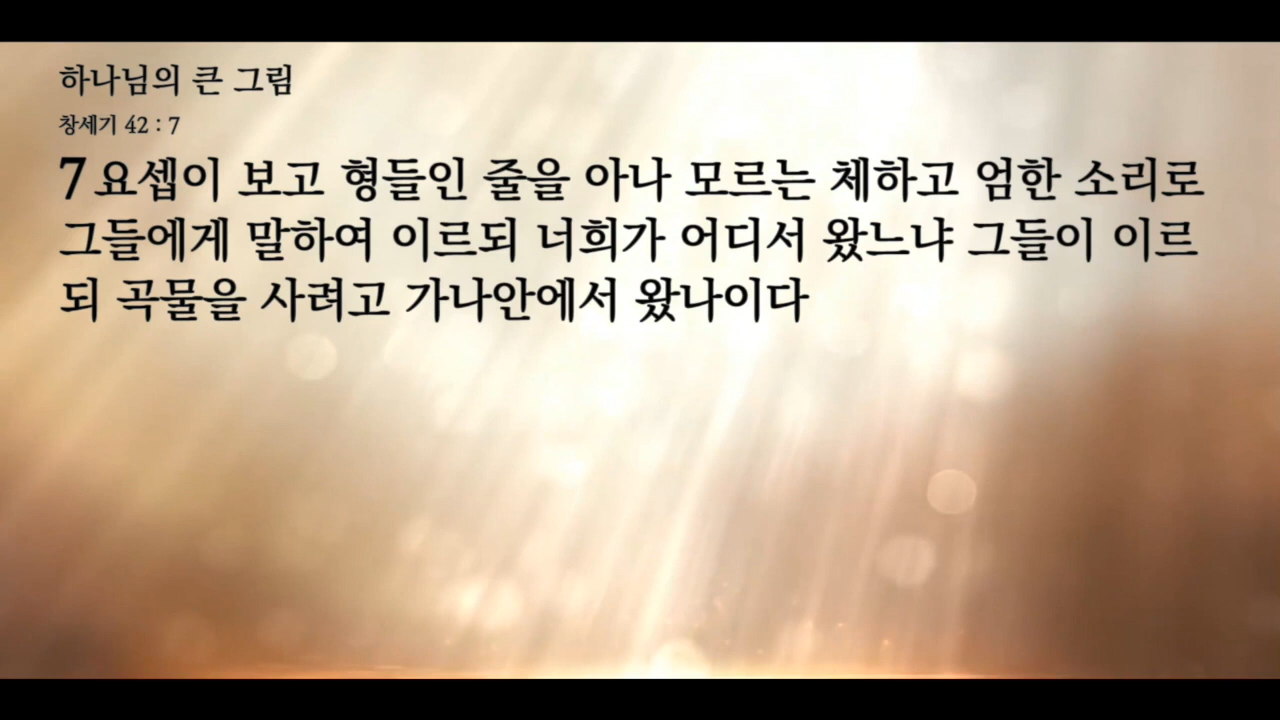 하나님의 큰 그림
창세기 42 : 7
7 요셉이 보고 형들인 줄을 아나 모르는 체하고 엄한 소리로
그들에게 말하여 이르되 너희가 어디서 왔느냐 그들이 이르
되 곡물을 사려고 가나안에서 왔나이다